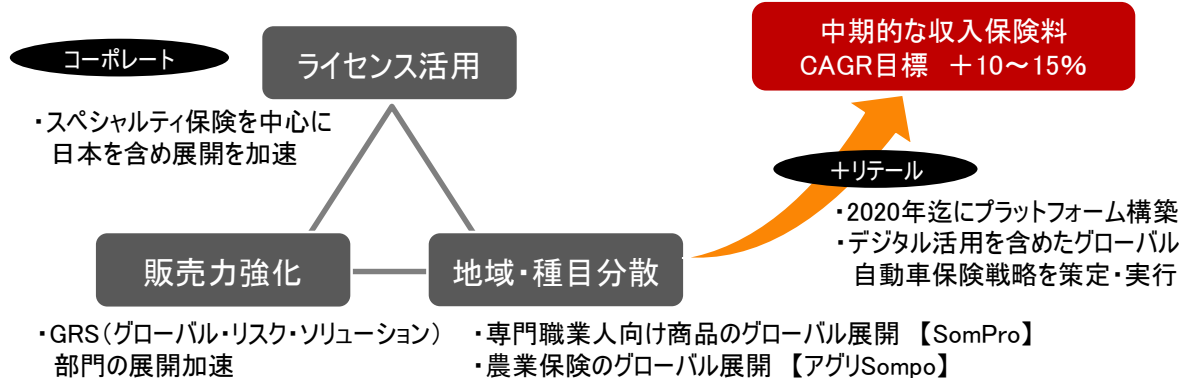 コーポレート
ライセンス活用
・スペシャルティ保険を中心に
日本を含め展開を加速
中期的な収入保険料
CAGR目標 ＋10～15%
＋リテール
・2020年迄にプラットフォーム構築
・デジタル活用を含めたグローバル
自動車保険戦略を策定・実行
販売力強化
地域・種目分散
・GRS（グローバル・リスク・ソリューション）
部門の展開加速
・専門職業人向け商品のグローバル展開 【SomPro】
・農業保険のグローバル展開 【アグリSompo】